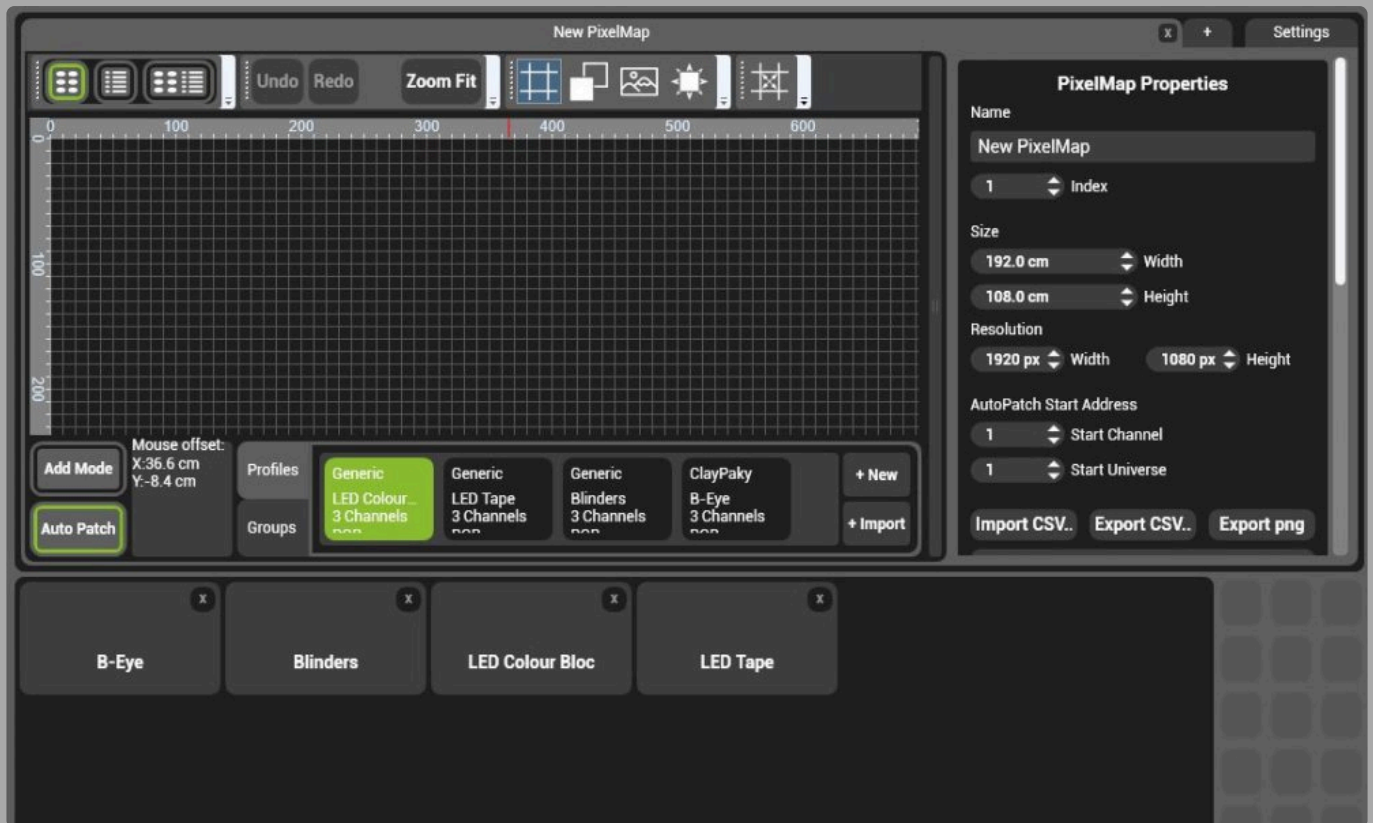 New PixelMap
x
+
Settings
Undo
Redo
Zoom Fit
0 100 200 300 400 500 600
0
100
200
Mouse offset:
X:36.6 cm
Y:-8.4 cm
Add Mode
Auto Patch
Profiles
Groups
Generic
LED Colour...
3 Channels
RGB
Generic
LED Tape
3 Channels
RGB
Generic
Blinders
3 Channels
RGB
ClayPaky
B-Eye
3 Channels
RGB
+ New
+ Import
PixelMap Properties
Name
New PixelMap
1 Index
Size
192.0 cm Width
108.0 cm Height
Resolution
1920 px Width 1080 px Height
AutoPatch Start Address
1 Start Channel
1 Start Universe
Import CSV.. Export CSV.. Export png
x
B-Eye
x
Blinders
x
LED Colour Bloc
x
LED Tape